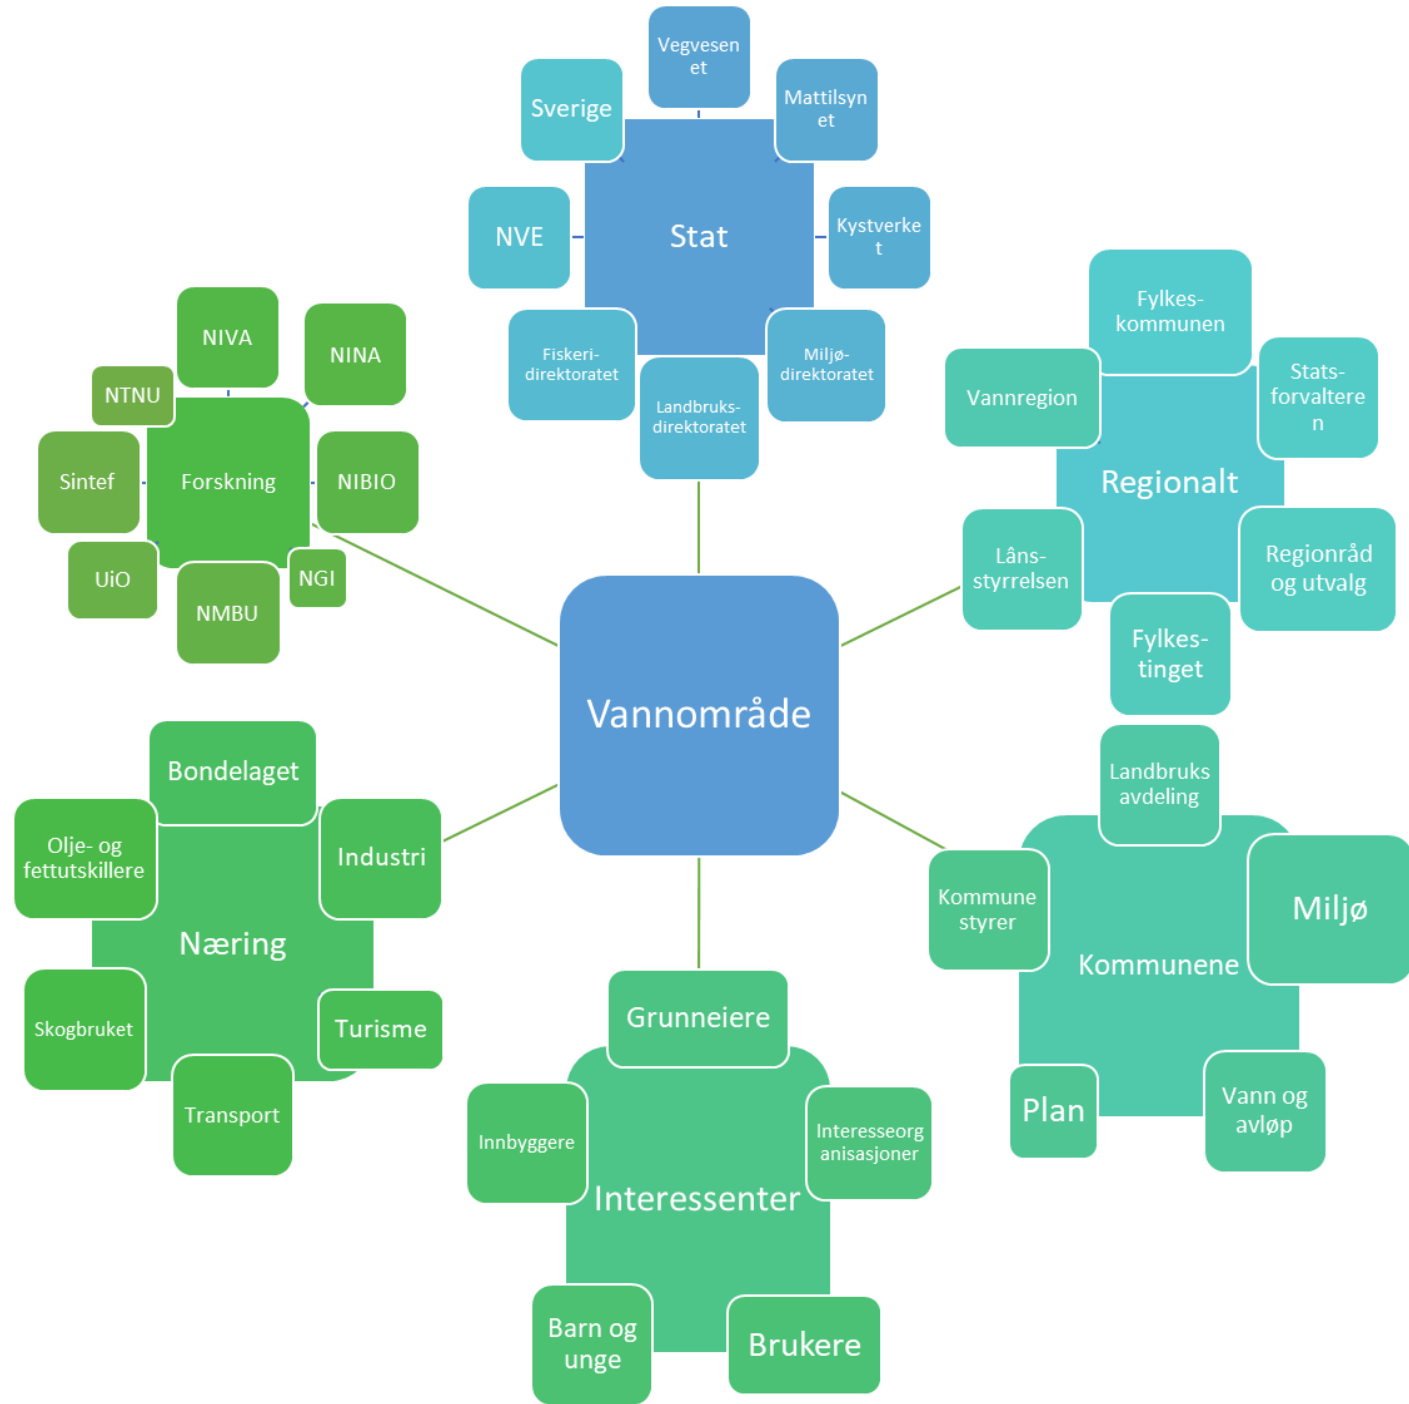 Vegvesen
et
Sverige
Mattilsyn
et
NVE
Stat
Kystverke
t
Fiskeri-
direktoratet
Miljø-
direktoratet
Landbruks-
direktoratet
Fylkes-
kommunen
Vannregion
Stats-
forvaltere
n
Regionalt
Lâns-
styrrelsen
Regionråd
og utvalg
Fylkes-
tinget
NIVA
NINA
NTNU
Sintef
Forskning
NIBIO
UiO
NMBU
NGI
Vannområde
Bondelaget
Olje- og
fettutskillere
Industri
Næring
Skogbruket
Turisme
Transport
Landbruks
avdeling
Kommune
styrer
Miljø
Kommunene
Plan
Vann og
avløp
Grunneiere
Innbyggere
Interesseorg
anisasjoner
Interessenter
Barn og
unge
Brukere